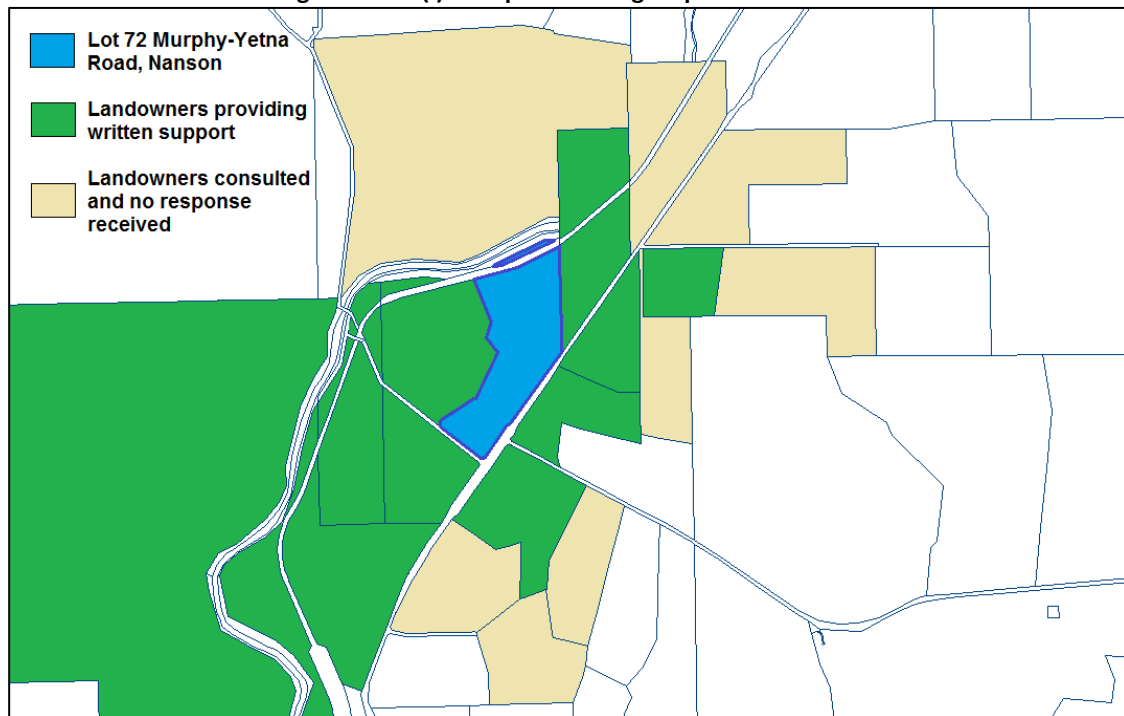 Lot 72 Murphy-Yetna
Road, Nanson
Landowners providing
written support
Landowners consulted
and no response
received